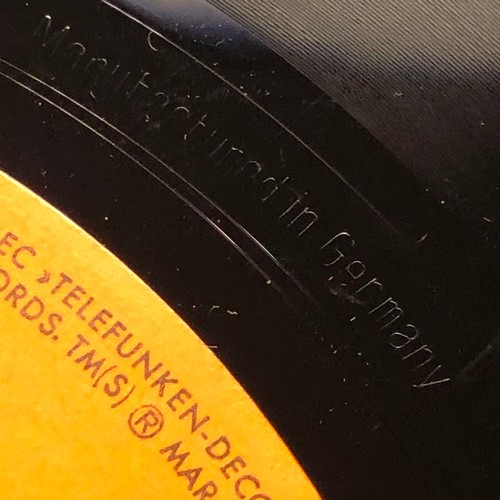 Manufactured in Germany
EC »TELEFUNKEN-DECC
ORDS. TM(S) ® MAR